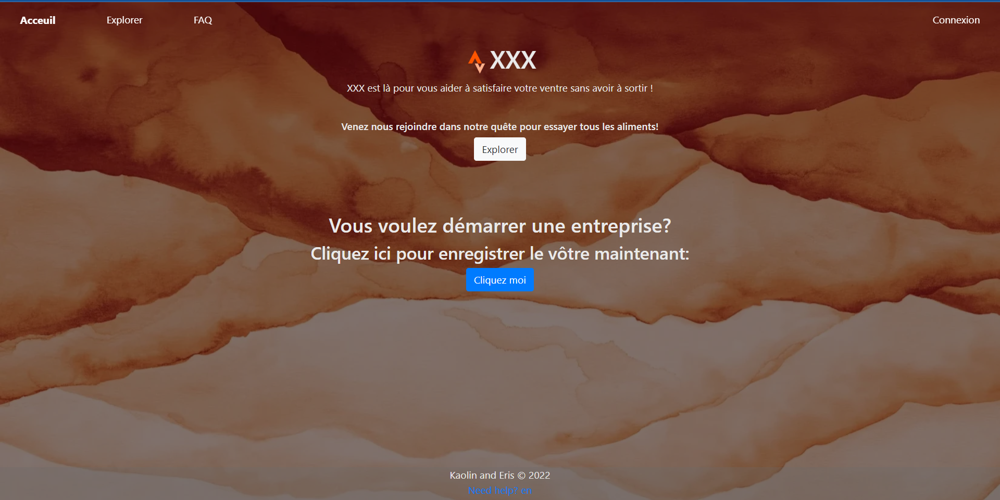 Acceuil
Explorer
FAQ
Connexion
XXX
XXX est là pour vous aider à satisfaire votre ventre sans avoir à sortir !
Venez nous rejoindre dans notre quête pour essayer tous les aliments!
Explorer
Vous voulez démarrer une entreprise?
Cliquez ici pour enregistrer le vôtre maintenant:
Cliquez moi
Kaolin and Eris © 2022
Need help? en